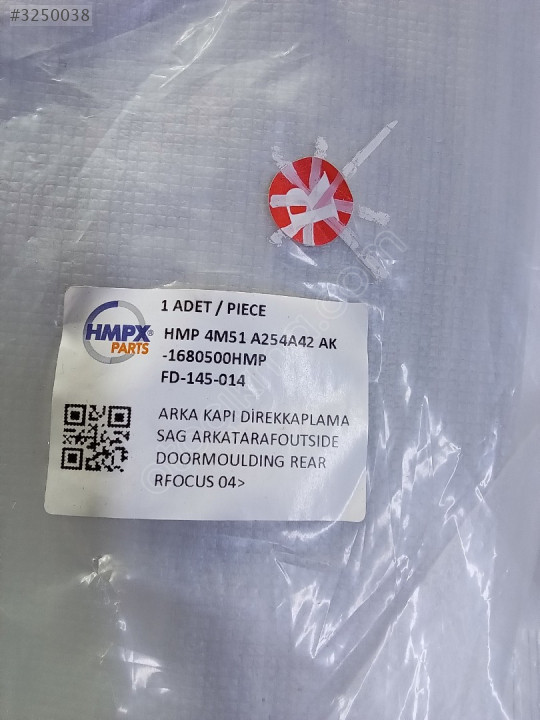 #3250038
R
1 ADET / PIECE
HMPX®
PARTS
HMP 4M51 A254A42 AK
-1680500HMP
FD-145-014
ARKA KAPI DİREKKAPLAMA
SAG ARKATARAFOUTSIDE
DOORMOULDING REAR
RFOCUS 04>